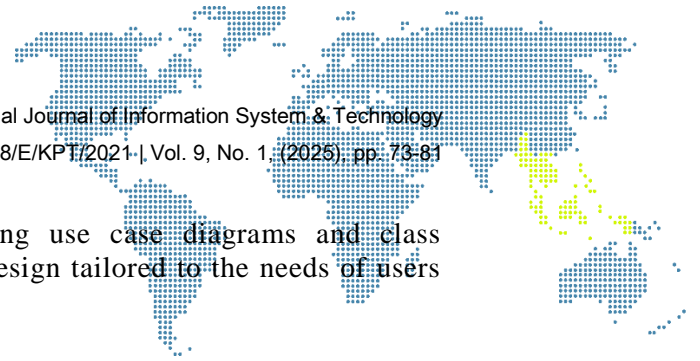 al Journal of Information System & Technology
8/E/KPT/2021 | Vol. 9, No. 1, (2025), pp. 73-81
ng use case diagrams and class
esign tailored to the needs of users